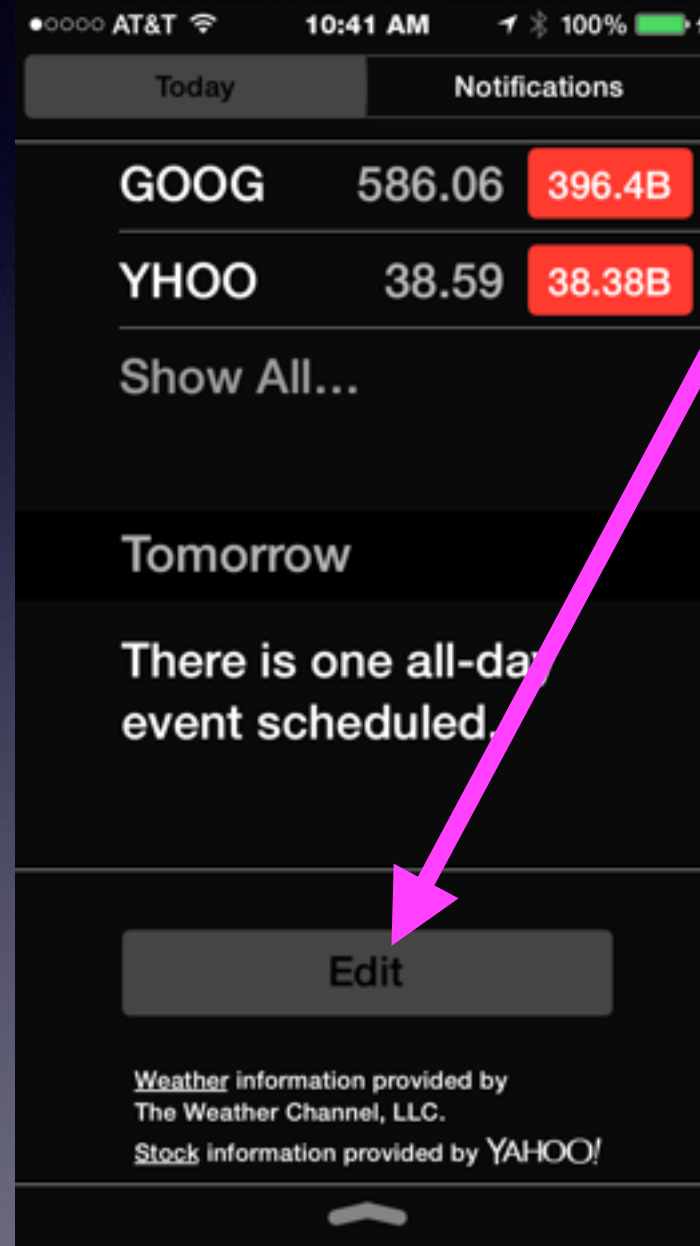 AT&T 10:41 AM 100%
Today Notifications
GOOG 586.06 396.4B
YHOO 38.59 38.38B
Show All...
Tomorrow
There is one all-day
event scheduled.
Edit
Weather information provided by
The Weather Channel, LLC.
Stock information provided by YAHOO!